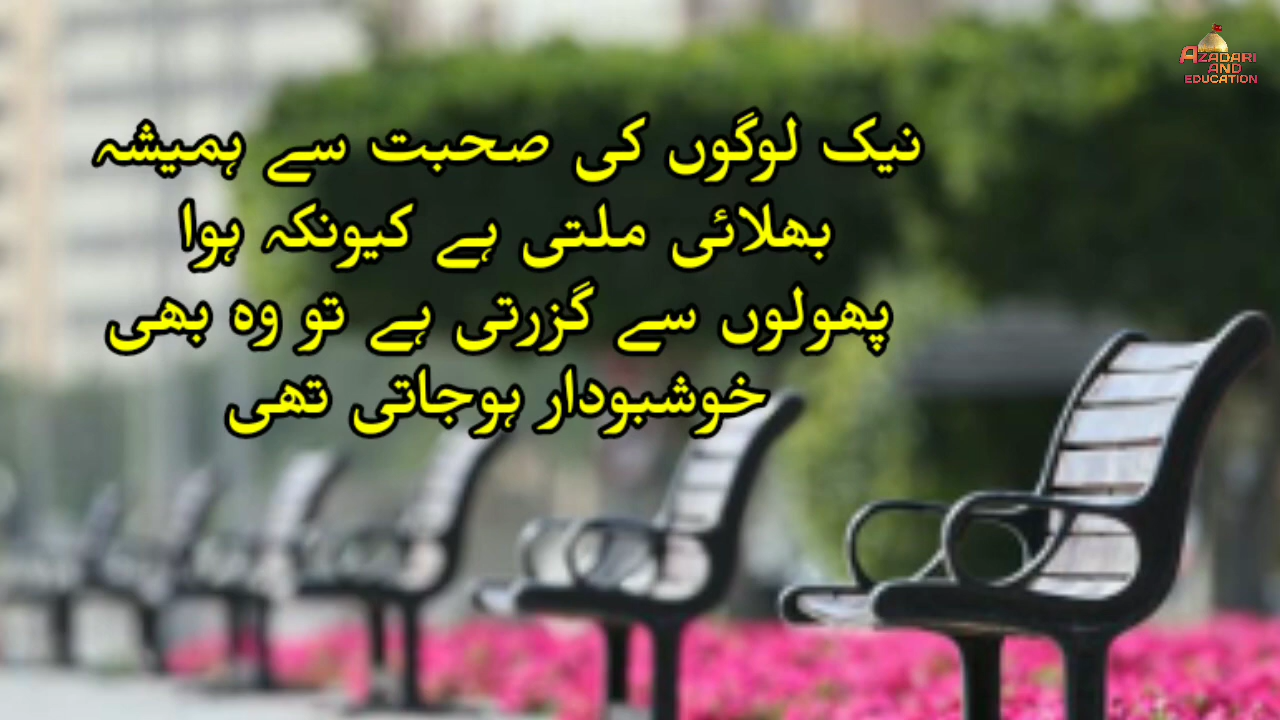 نیک لوگوں کی صحبت سے ہمیشہ
بھلائی ملتی ہے کیونکہ ہوا
پھولوں سے گزرتی ہے تو وہ بھی
خوشبودار ہوجاتی تھی
AZADARI
AND
EDUCATION